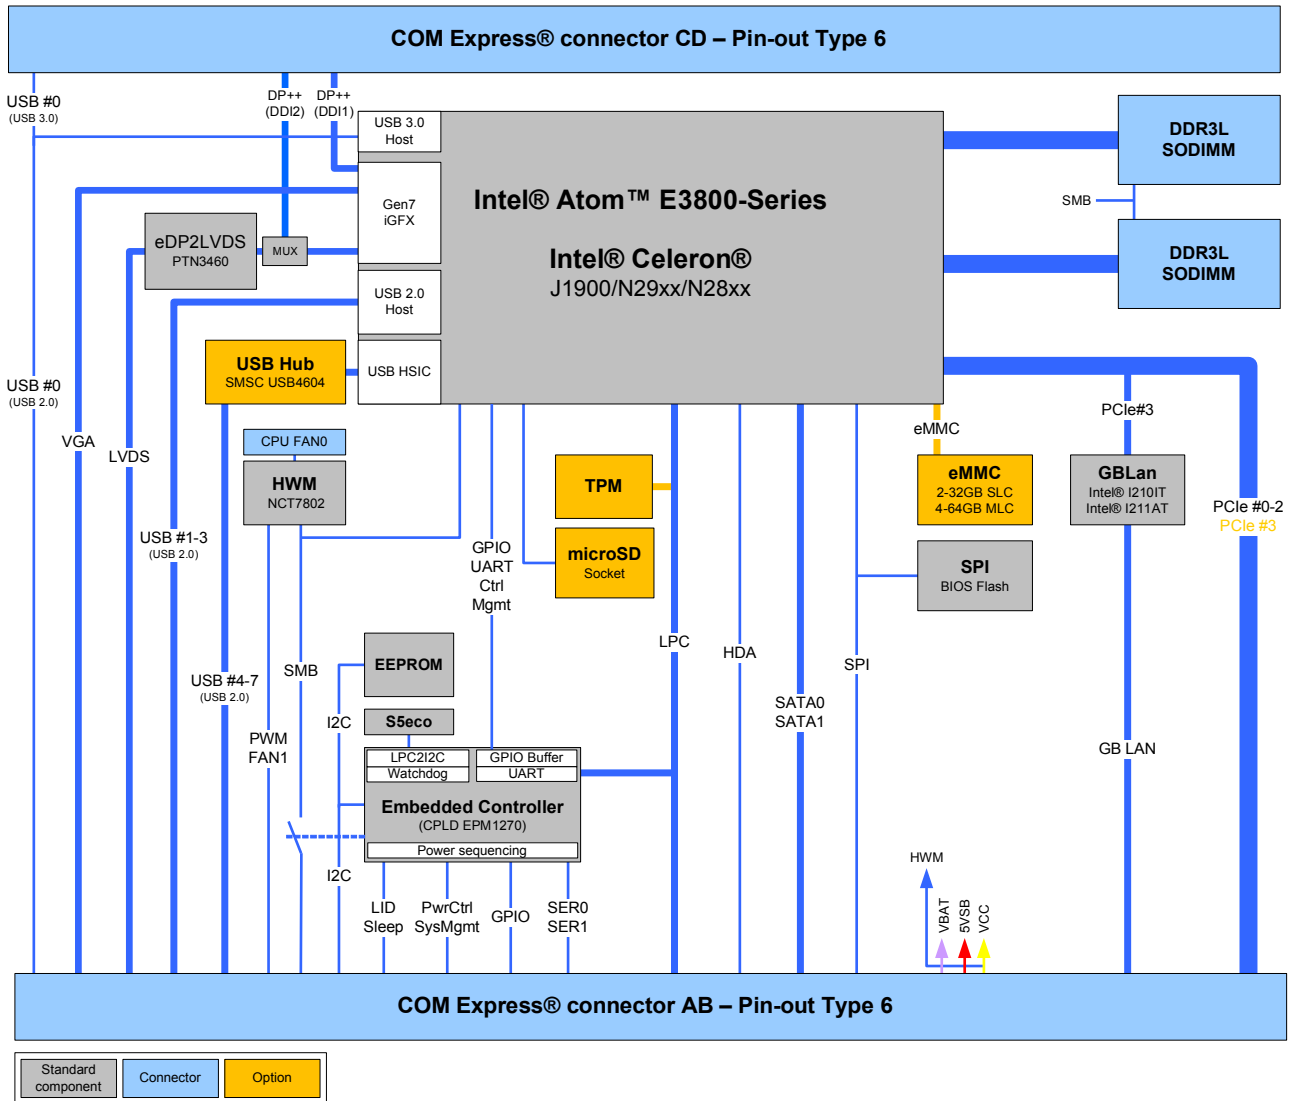 COM Express® connector CD – Pin-out Type 6
USB #0
(USB 3.0)
DP++
(DDI2)
DP++
(DDI1)
USB 3.0
Host
DDR3L
SODIMM
Gen7
iGFX
Intel® Atom™ E3800-Series
Intel® Celeron®
J1900/N29xx/N28xx
SMB
eDP2LVDS
PTN3460
MUX
DDR3L
SODIMM
USB 2.0
Host
USB Hub
SMSC USB4604
USB HSIC
USB #0
(USB 2.0)
VGA
LVDS
CPU FAN0
HWM
NCT7802
TPM
eMMC
eMMC
2-32GB SLC
4-64GB MLC
PCIe#3
GBLan
Intel® I210IT
Intel® I211AT
PCIe #0-2
PCIe #3
USB #1-3
(USB 2.0)
GPIO
UART
Ctrl
Mgmt
microSD
Socket
SPI
BIOS Flash
LPC
HDA
SPI
EEPROM
SMB
USB #4-7
(USB 2.0)
I2C
S5eco
SATA0
SATA1
PWM
FAN1
LPC2I2C
Watchdog
GPIO Buffer
UART
GB LAN
Embedded Controller
(CPLD EPM1270)
Power sequencing
I2C
LID
Sleep
PwrCtrl
SysMgmt
GPIO
SER0
SER1
HWM
VBAT
5VSB
VCC
COM Express® connector AB – Pin-out Type 6
Standard
component
Connector
Option